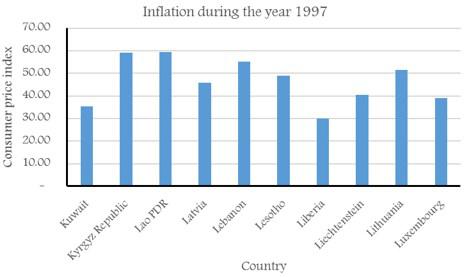 Inflation during the year 1997
Consumer price index
70.00
60.00
50.00
40.00
30.00
20.00
10.00
-
Kuwait
Kyrgyz Republic
Lao PDR
Latvia
Lebanon
Lesotho
Liberia
Liechtenstein
Lithuania
Luxembourg
Country